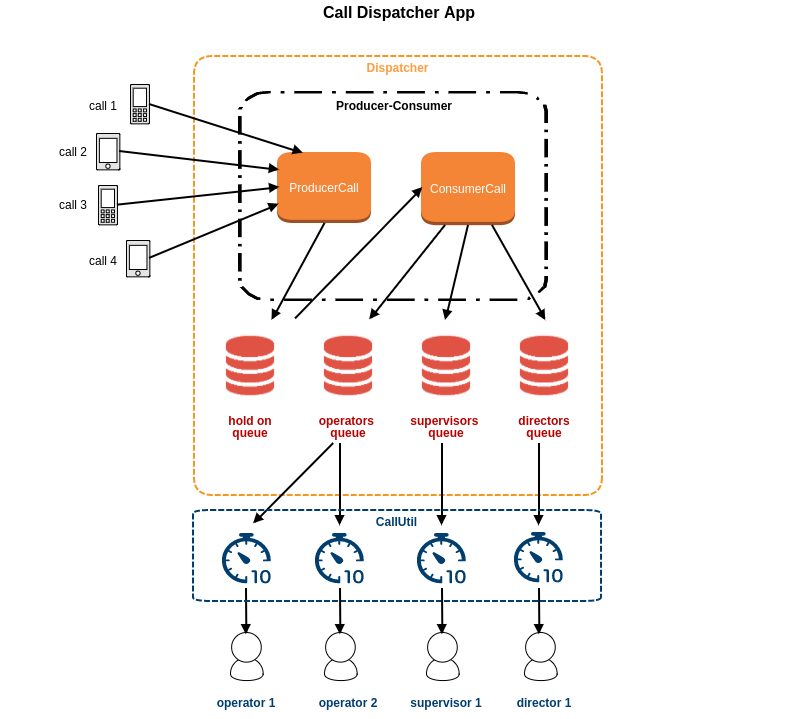 Call Dispatcher App
Dispatcher
Producer-Consumer
call 1
call 2
call 3
call 4
ProducerCall
ConsumerCall
hold on
queue
operators
queue
supervisors
queue
directors
queue
CallUtil
10
10
10
10
operator 1
operator 2
supervisor 1
director 1